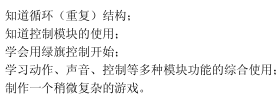 知道循环（重复）结构；
知道控制模块的使用；
学会用绿旗控制开始；
学习动作、声音、控制等多种模块功能的综合使用；
制作一个稍微复杂的游戏。